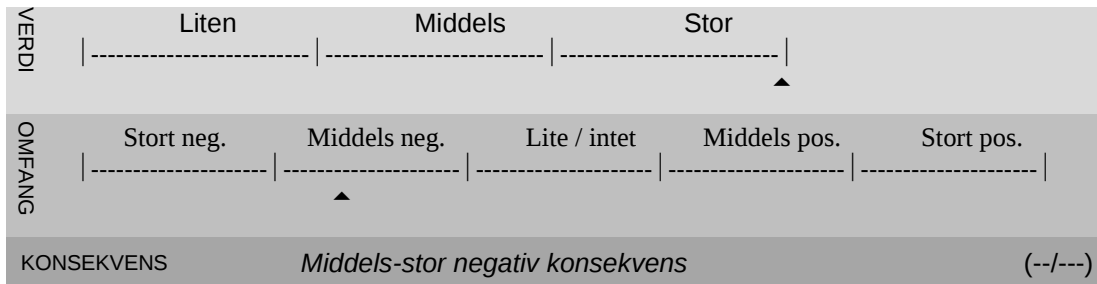 VERDI
Liten Middels Stor
|--------------------------|--------------------------|--------------------------|
OMFANG
Stort neg. Middels neg. Lite / intet Middels pos. Stort pos.
|---------------------|---------------------|---------------------|---------------------|---------------------|
KONSEKVENS Middels-stor negativ konsekvens (--/---)